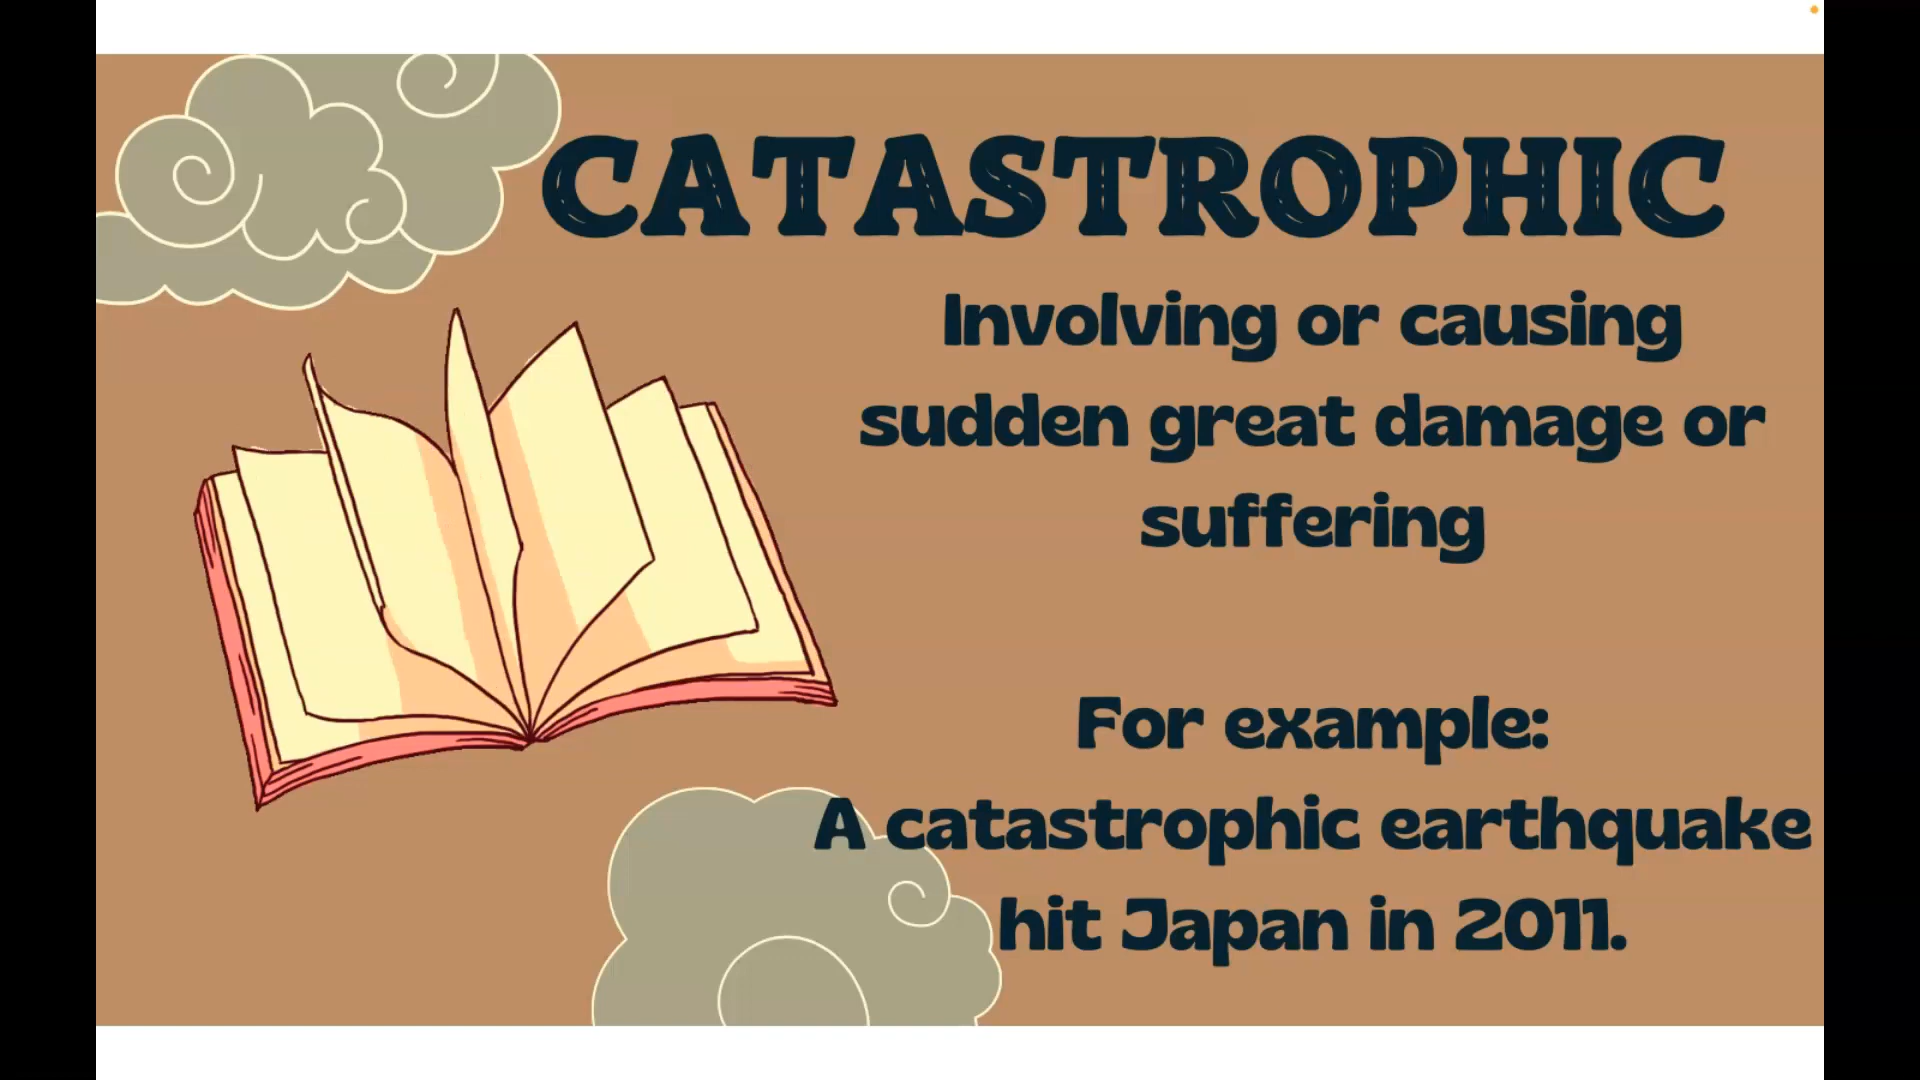 CATASTROPHIC
Involving or causing
sudden great damage or
suffering
For example:
A catastrophic earthquake
hit Japan in 2011.